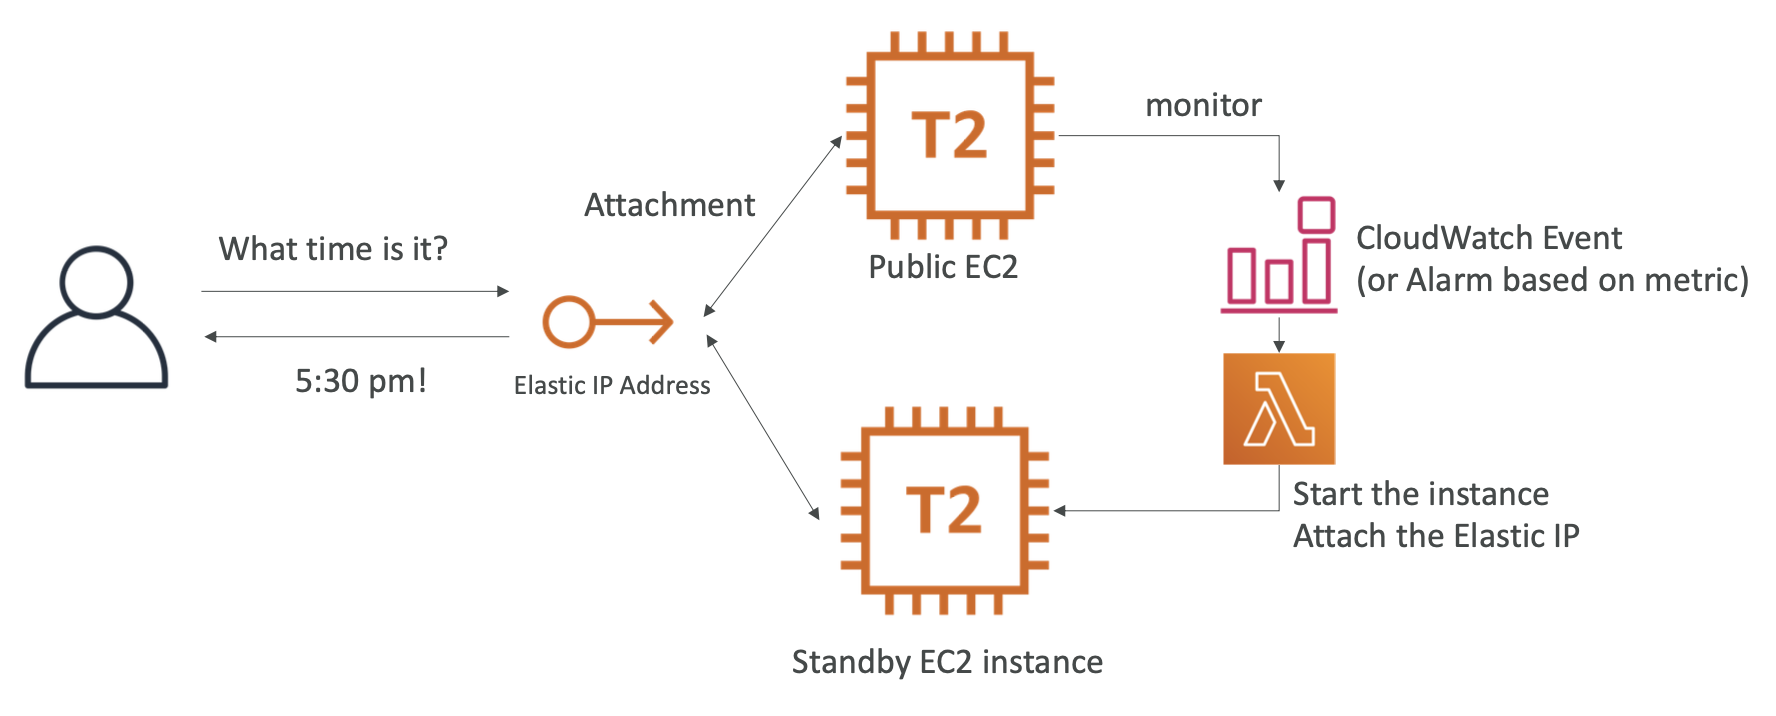 What time is it?
5:30 pm!
Elastic IP Address
Attachment
T2
Public EC2
monitor
CloudWatch Event
(or Alarm based on metric)
Start the instance
Attach the Elastic IP
T2
Standby EC2 instance